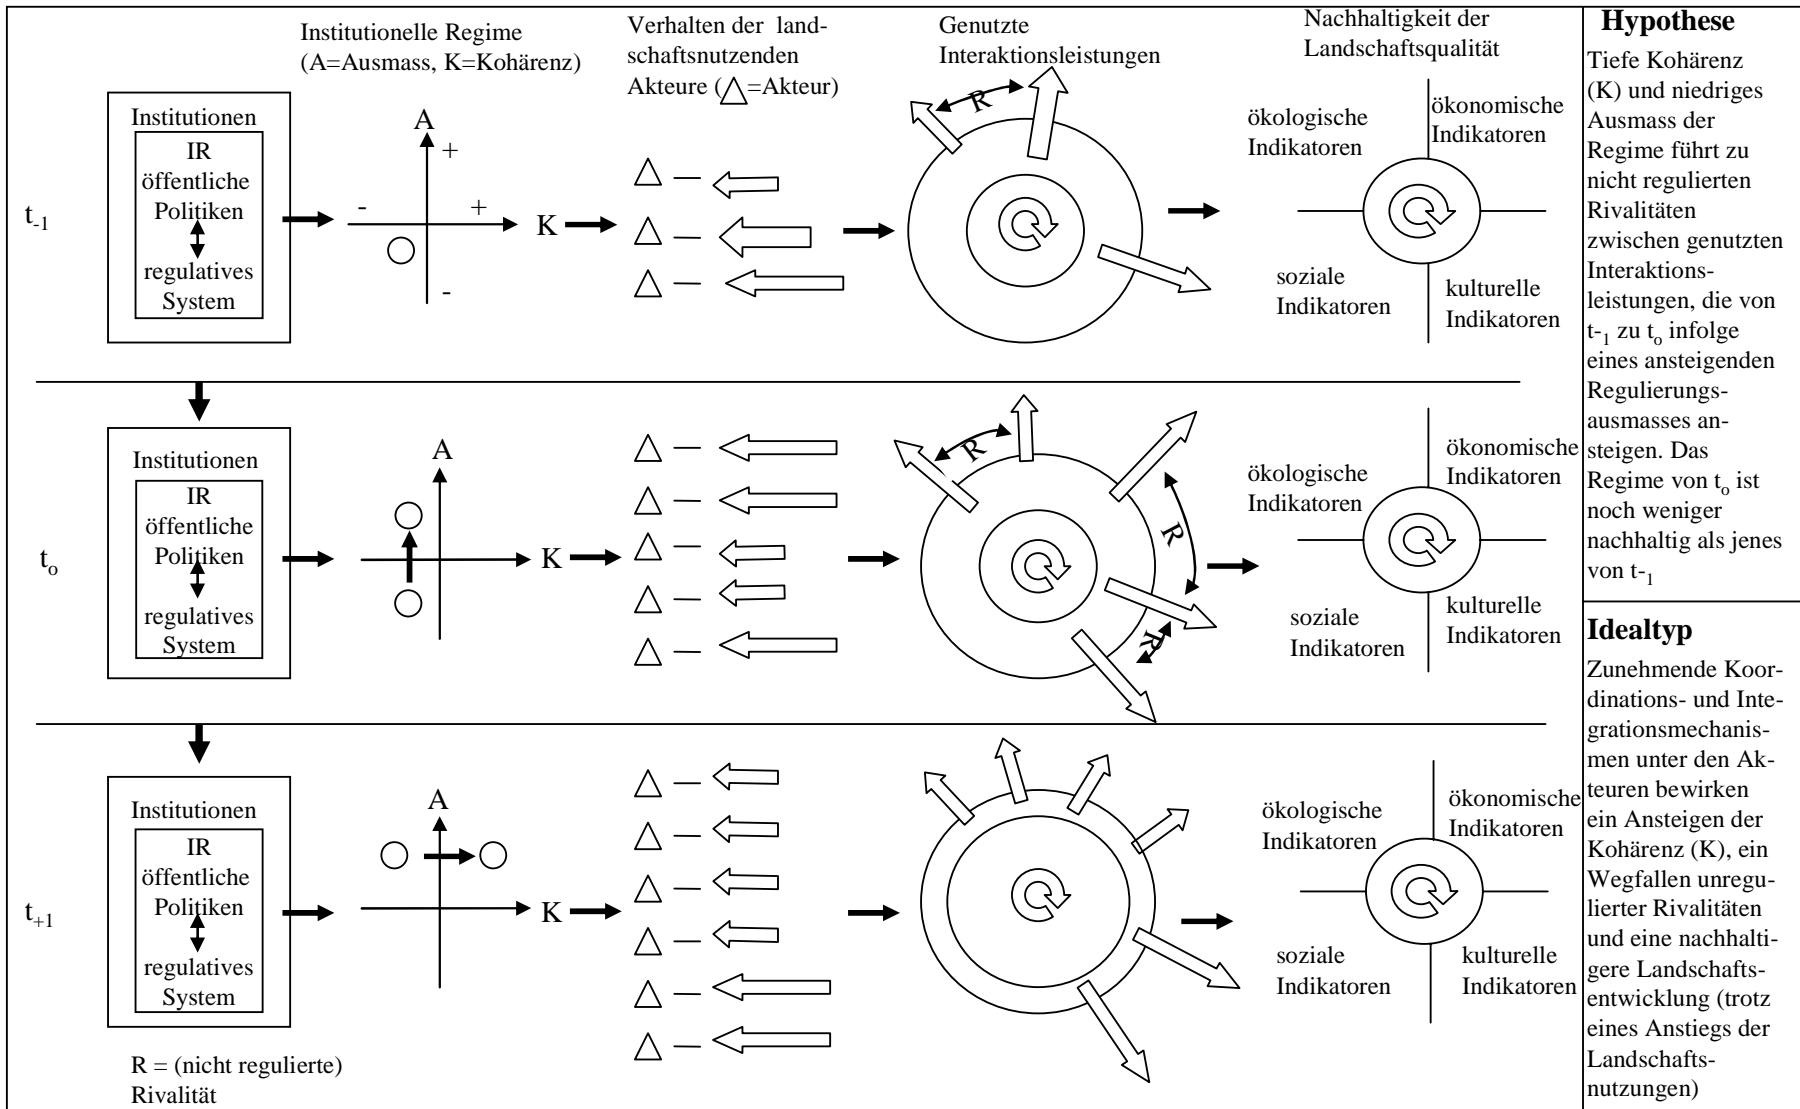 Institutionelle Regime
(A=Ausmass, K=Kohärenz)
Verhalten der land-
schaftsnutzenden
Akteure (△=Akteur)
Genutzte
Interaktionsleistungen
Nachhaltigkeit der
Landschaftsqualität
t-1
Institutionen
IR
öffentliche
Politiken
regulatives
System
A
+
-
+
K
-
R
ökologische
Indikatoren
ökonomische
Indikatoren
soziale
Indikatoren
kulturelle
Indikatoren
to
Institutionen
IR
öffentliche
Politiken
regulatives
System
A
K
R
R
R
ökologische
Indikatoren
ökonomische
Indikatoren
soziale
Indikatoren
kulturelle
Indikatoren
t+1
Institutionen
IR
öffentliche
Politiken
regulatives
System
A
K
ökologische
Indikatoren
ökonomische
Indikatoren
soziale
Indikatoren
kulturelle
Indikatoren
R = (nicht regulierte)
Rivalität
Hypothese
Tiefe Kohärenz
(K) und niedriges
Ausmass der
Regime führt zu
nicht regulierten
Rivalitäten
zwischen genutzten
Interaktions-
leistungen, die von
t-1 zu to infolge
eines ansteigenden
Regulierungs-
ausmasses an-
steigen. Das
Regime von to ist
noch weniger
nachhaltig als jenes
von t-1
Idealtyp
Zunehmende Koor-
dinations- und Inte-
grationsmechanis-
men unter den Ak-
teuren bewirken
ein Ansteigen der
Kohärenz (K), ein
Wegfallen unregu-
lierter Rivalitäten
und eine nachhalti-
gere Landschafts-
entwicklung (trotz
eines Anstiegs der
Landschafts-
nutzungen)